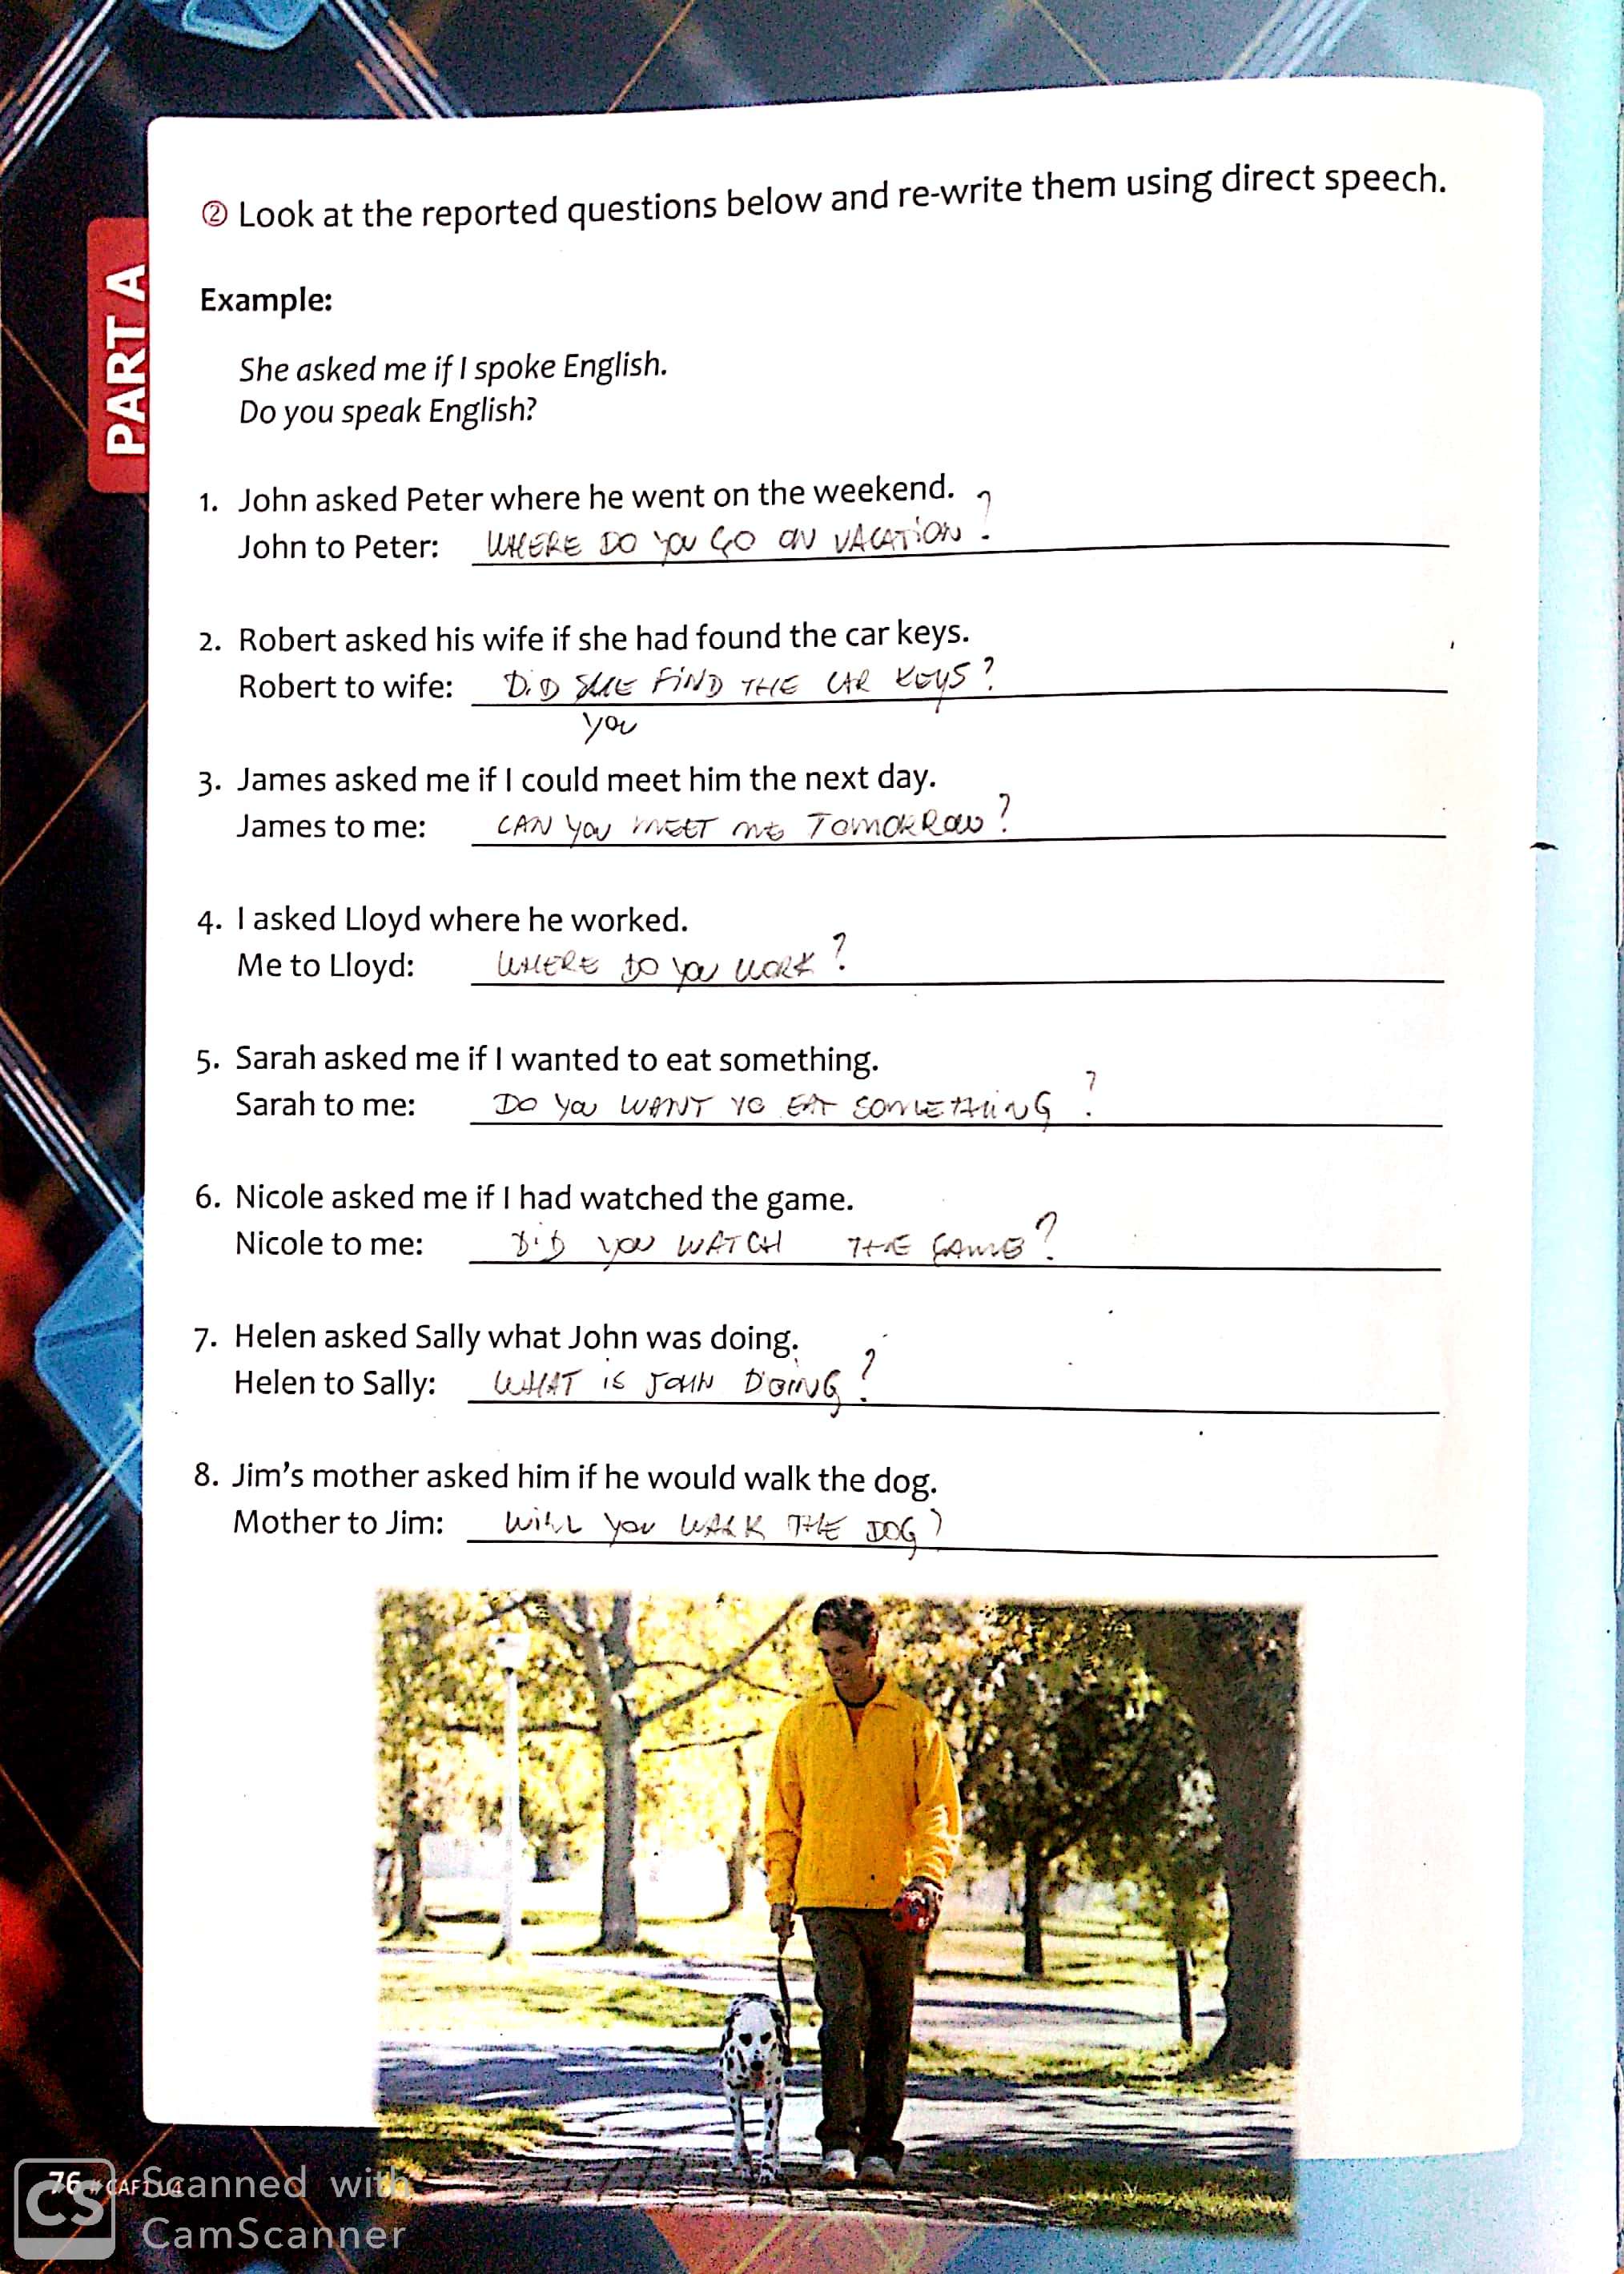 ② Look at the reported questions below and re-write them using direct speech.
PART A
Example:
She asked me if I spoke English.
Do you speak English?
1. John asked Peter where he went on the weekend.
John to Peter: WHERE DO YOU GO ON VACATION?
2. Robert asked his wife if she had found the car keys.
Robert to wife: DID SHE FIND THE CAR KEYS?
you
3. James asked me if I could meet him the next day.
James to me: CAN YOU MEET ME TOMORROW?
4. I asked Lloyd where he worked.
Me to Lloyd: WHERE DO YOU WORK?
5. Sarah asked me if I wanted to eat something.
Sarah to me: DO YOU WANT TO EAT SOMETHING?
6. Nicole asked me if I had watched the game.
Nicole to me: DID YOU WATCH THE GAME?
7. Helen asked Sally what John was doing.
Helen to Sally: WHAT IS JOHN DOING?
8. Jim's mother asked him if he would walk the dog.
Mother to Jim: WILL YOU WALK THE DOG?
76
CS Scanned with
CamScanner